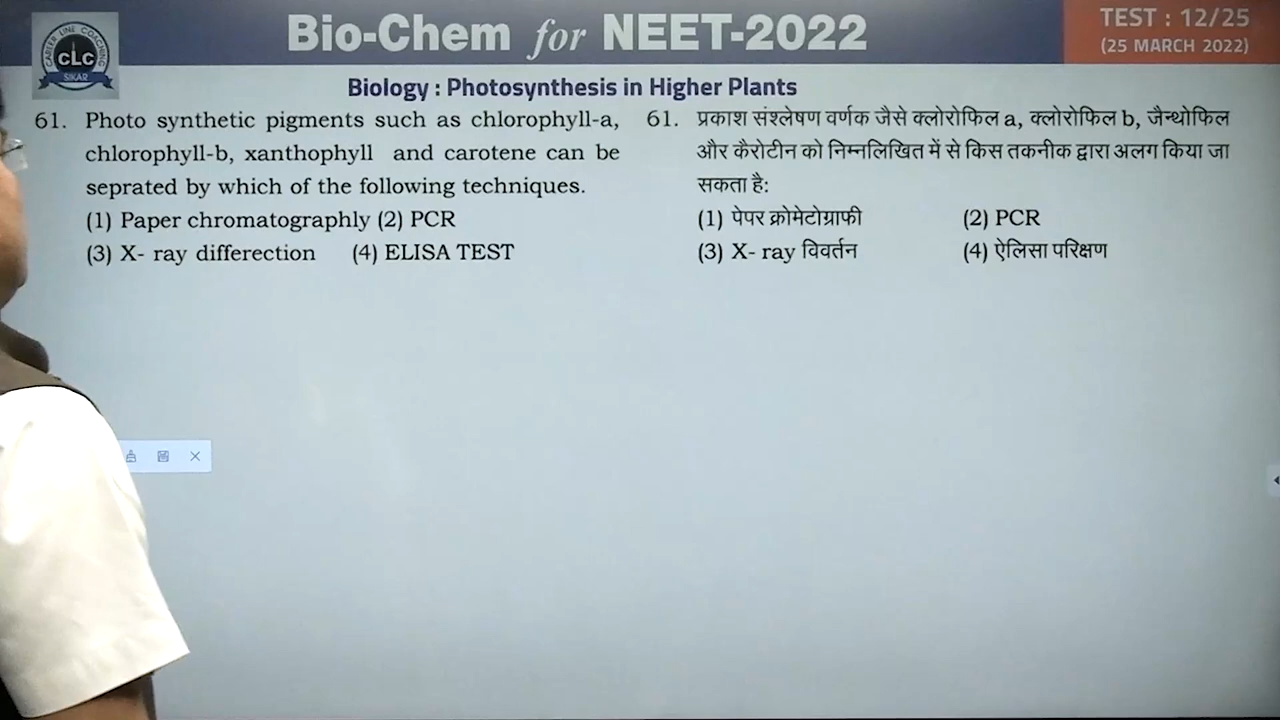 Bio-Chem for NEET-2022
TEST : 12/25
(25 MARCH 2022)
CAREER LINE COACHING
CLC
SIKAR
Biology : Photosynthesis in Higher Plants
61. Photo synthetic pigments such as chlorophyll-a,
chlorophyll-b, xanthophyll and carotene can be
seprated by which of the following techniques.
(1) Paper chromatographly (2) PCR
(3) X- ray differection (4) ELISA TEST
61. प्रकाश संश्लेषण वर्णक जैसे क्लोरोफिल a, क्लोरोफिल b, जैन्थोफिल
और कैरोटीन को निम्नलिखित में से किस तकनीक द्वारा अलग किया जा
सकता है:
(1) पेपर क्रोमेटोग्राफी (2) PCR
(3) X- ray विवर्तन (4) ऐलिसा परिक्षण